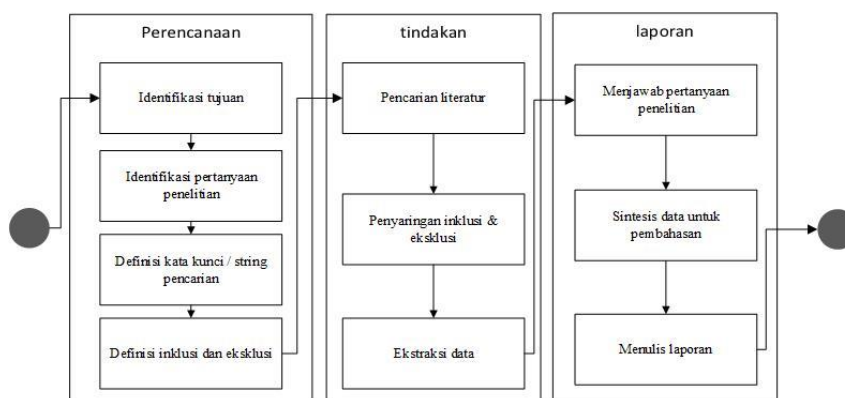 Perencanaan
Identifikasi tujuan
Identifikasi pertanyaan
penelitian
Definisi kata kunci / string
pencarian
Definisi inklusi dan eksklusi
tindakan
Pencarian literatur
Penyaringan inklusi &
eksklusi
Ekstraksi data
laporan
Menjawab pertanyaan
penelitian
Sintesis data untuk
pembahasan
Menulis laporan